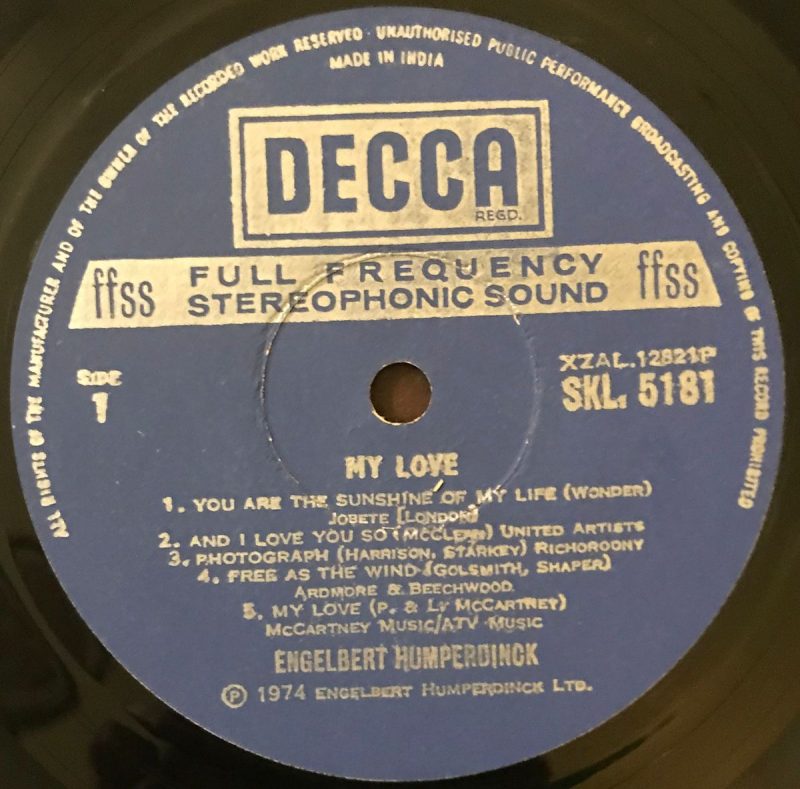 ALL RIGHTS OF THE MANUFACTURER AND OF THE OWNER OF THE RECORDED WORK RESERVED · UNAUTHORISED PUBLIC PERFORMANCE BROADCASTING AND COPYING OF THIS RECORD PROHIBITED
MADE IN INDIA
DECCA
REGD.
ffss FULL FREQUENCY STEREOPHONIC SOUND ffss
SIDE
1
XZAL.12821P
SKL. 5181
MY LOVE
1. YOU ARE THE SUNSHINE OF MY LIFE (WONDER)
JOBETE [LONDON]
2. AND I LOVE YOU SO (MCCLEAN) UNITED ARTISTS
3. PHOTOGRAPH (HARRISON, STARKEY) RICHOROONY
4. FREE AS THE WIND (GOLSMITH, SHAPER)
ARDMORE & BEECHWOOD
5. MY LOVE (P. & L. MCCARTNEY)
MCCARTNEY MUSIC/ATV MUSIC
ENGELBERT HUMPERDINCK
℗ 1974 ENGELBERT HUMPERDINCK LTD.